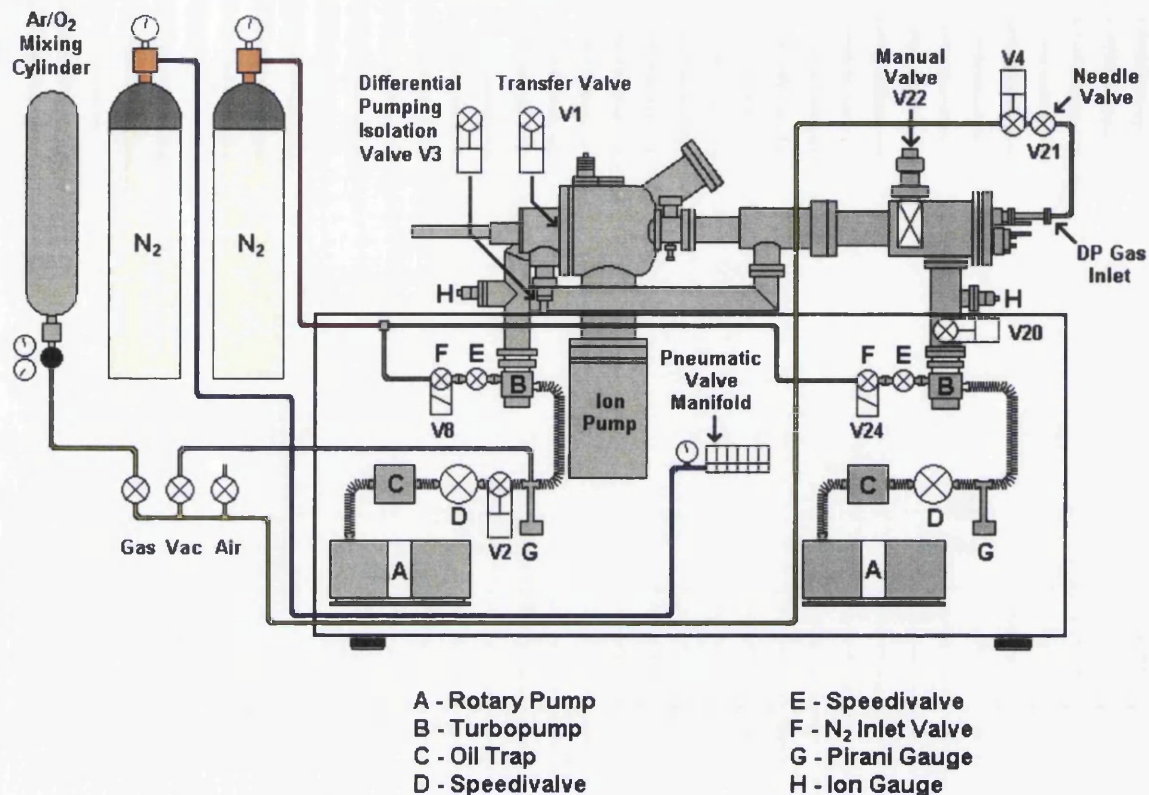 Ar/O₂
Mixing
Cylinder
N₂
N₂
Differential
Pumping
Isolation
Valve V3
Transfer Valve
V1
Manual
Valve
V22
V4
Needle
Valve
V21
DP Gas
Inlet
H
H
V20
F
E
B
V8
Ion
Pump
Pneumatic
Valve
Manifold
F
E
B
V24
C
D
V2
G
A
C
D
G
A
Gas Vac Air
A - Rotary Pump
B - Turbopump
C - Oil Trap
D - Speedivalve
E - Speedivalve
F - N₂ Inlet Valve
G - Pirani Gauge
H - Ion Gauge